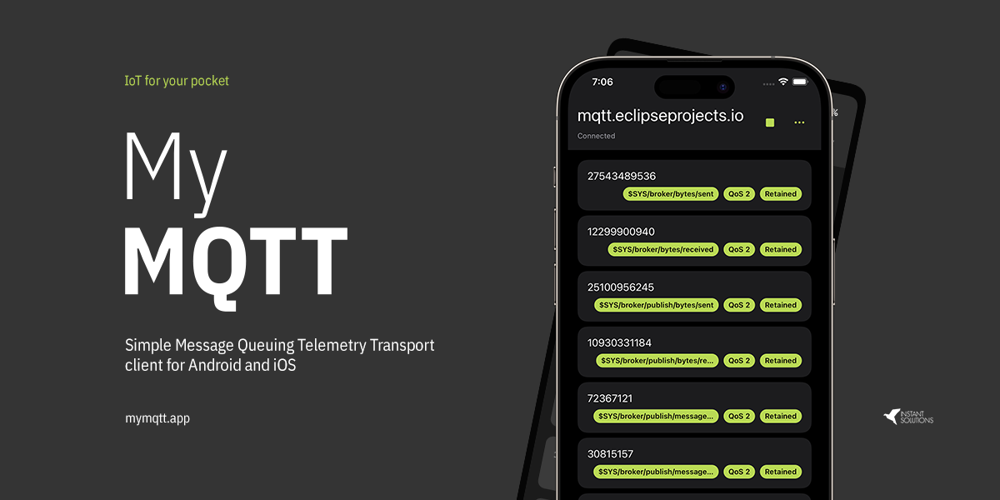 IoT for your pocket
My
MQTT
Simple Message Queuing Telemetry Transport
client for Android and iOS
mymqtt.app
7:06
mqtt.eclipseprojects.io
Connected
27543489536
$SYS/broker/bytes/sent QoS 2 Retained
12299900940
$SYS/broker/bytes/received QoS 2 Retained
25100956245
$SYS/broker/publish/bytes/sent QoS 2 Retained
10930331184
$SYS/broker/publish/bytes/re... QoS 2 Retained
72367121
$SYS/broker/publish/message... QoS 2 Retained
30815157
$SYS/broker/publish/message... QoS 2 Retained
%
INSTANT
SOLUTIONS